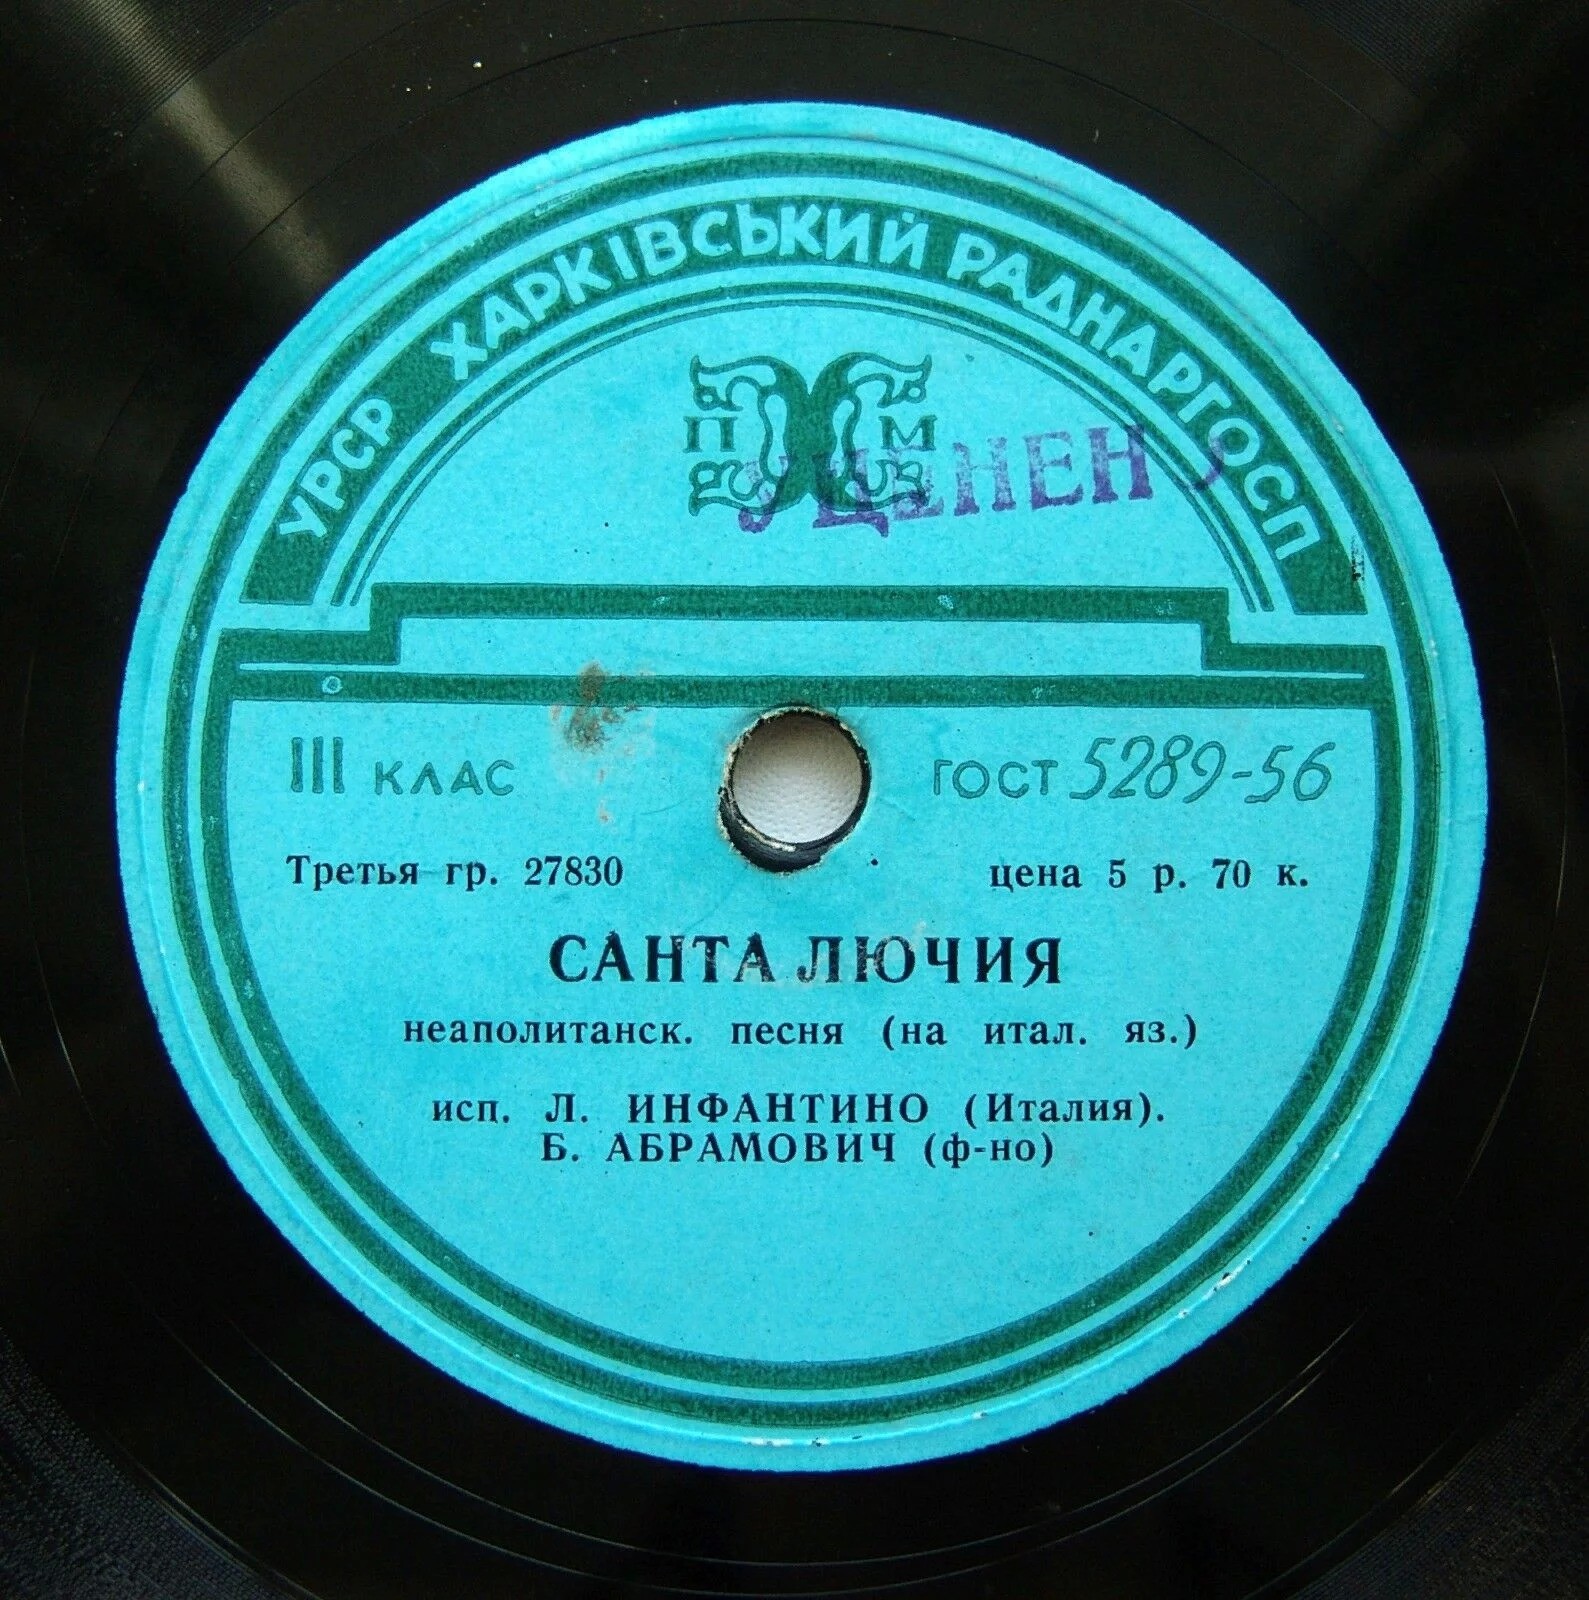 УРСР ХАРКІВСЬКИЙ РАДНАРГОСП
П Х М
УЦЕНЕН
III КЛАС ГОСТ 5289-56
Третья гр. 27830 цена 5 р. 70 к.
САНТА ЛЮЧИЯ
неаполитанск. песня (на итал. яз.)
исп. Л. ИНФАНТИНО (Италия).
Б. АБРАМОВИЧ (ф-но)